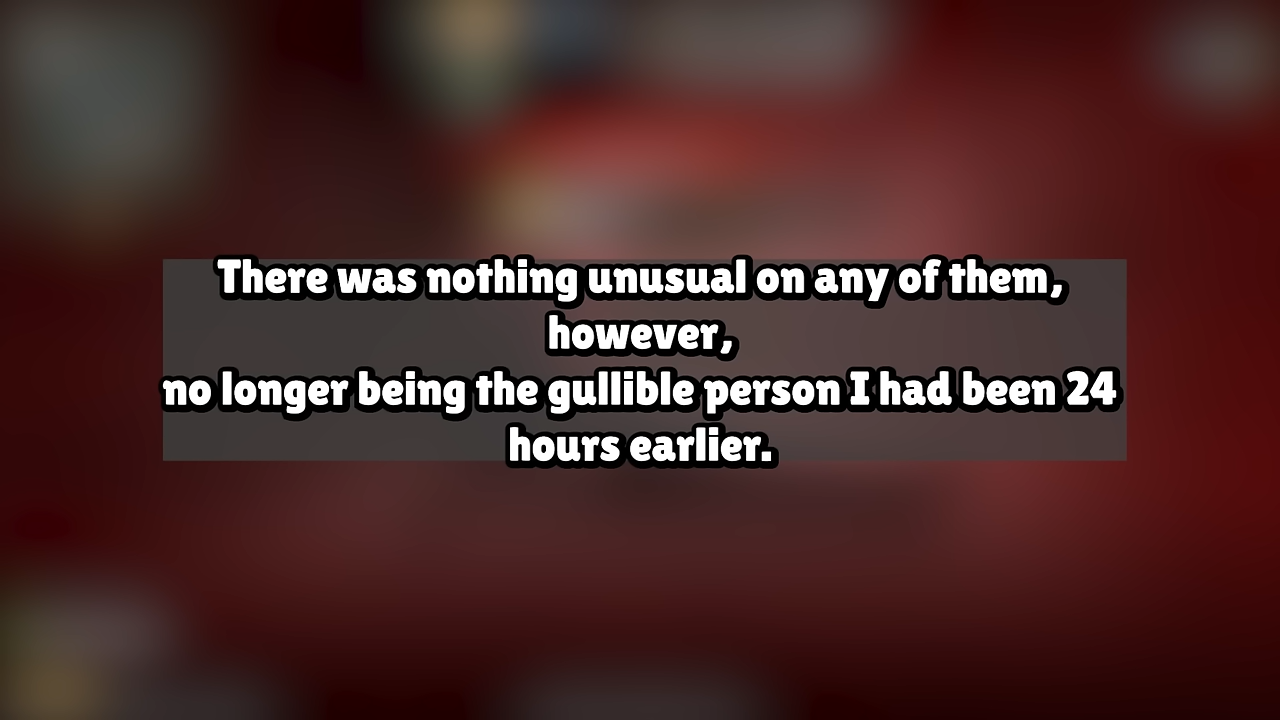 There was nothing unusual on any of them,
however,
no longer being the gullible person I had been 24
hours earlier.